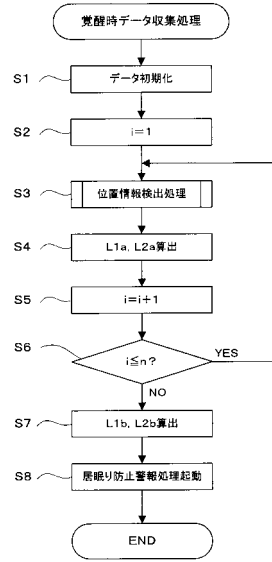 覚醒時データ収集処理
S1 データ初期化
S2 i=1
S3 位置情報検出処理
S4 L1a, L2a算出
S5 i=i+1
S6 i≦n? YES
NO
S7 L1b, L2b算出
S8 居眠り防止警報処理起動
END